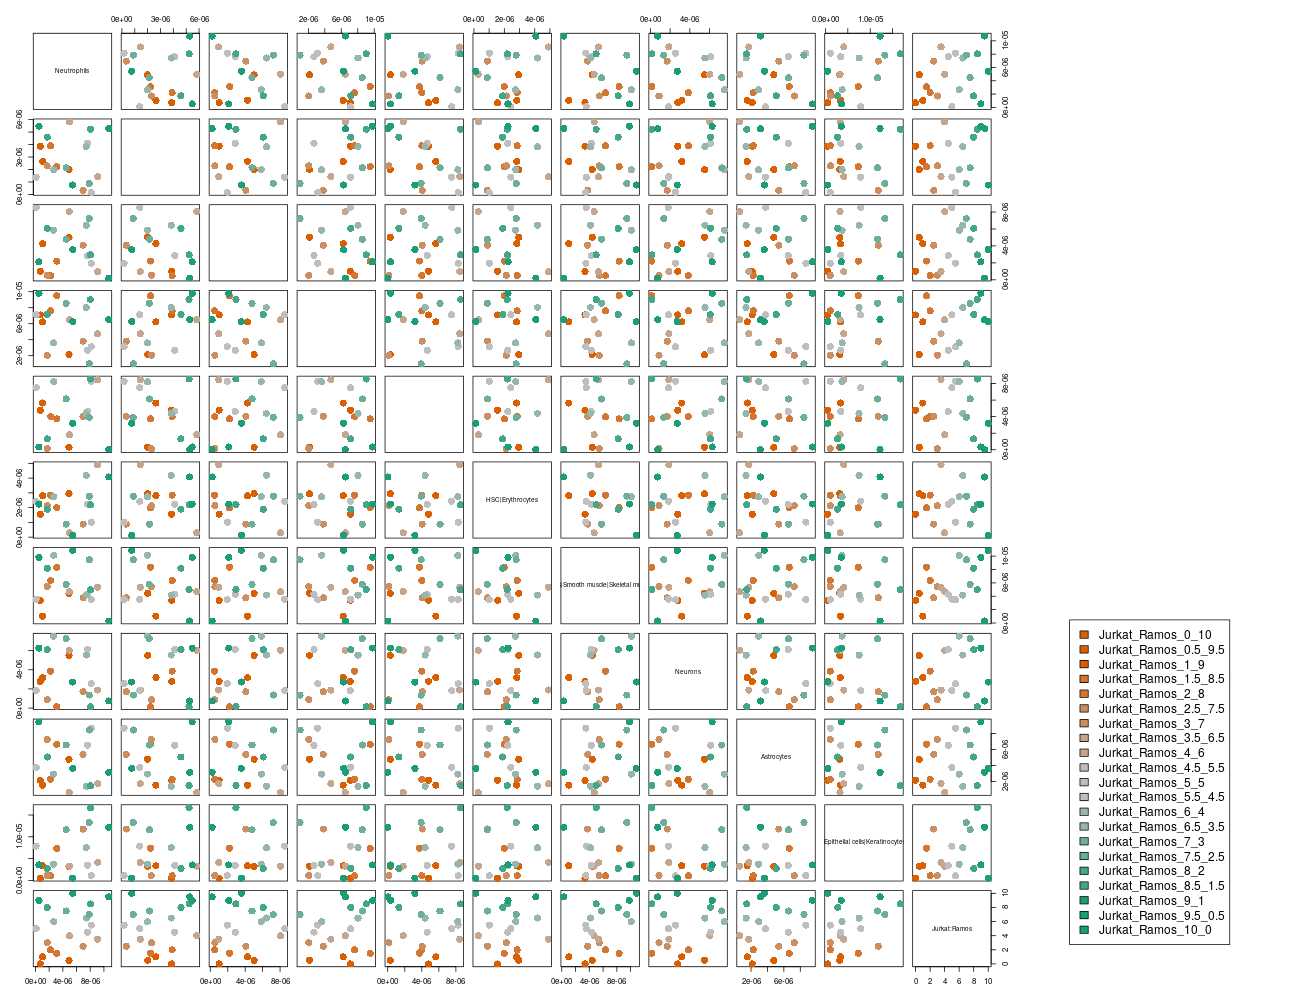 0e+00 3e-06 6e-06 2e-06 6e-06 1e-05 0e+00 2e-06 4e-06 0e+00 4e-06 0.0e+00 1.0e-05
Neutrophils
0e+00 6e-06 1e-05
0e+00 3e-06 6e-06
0e+00 4e-06 8e-06
2e-06 6e-06 1e-05
0e+00 4e-06 8e-06
HSC|Erythrocytes
0e+00 2e-06 4e-06
:Smooth muscle|Skeletal m
0e+00 6e-06 1e-05
Neurons
0e+00 4e-06
Astrocytes
2e-06 6e-06
Epithelial cells|Keratinocyte
0.0e+00 1.0e-05
Jurkat:Ramos
0 2 4 6 8 10
0e+00 4e-06 8e-06 0e+00 4e-06 8e-06 0e+00 4e-06 8e-06 0e+00 6e-06 1e-05 2e-06 6e-06 0 2 4 6 8 10
Jurkat_Ramos_0_10
Jurkat_Ramos_0.5_9.5
Jurkat_Ramos_1_9
Jurkat_Ramos_1.5_8.5
Jurkat_Ramos_2_8
Jurkat_Ramos_2.5_7.5
Jurkat_Ramos_3_7
Jurkat_Ramos_3.5_6.5
Jurkat_Ramos_4_6
Jurkat_Ramos_4.5_5.5
Jurkat_Ramos_5_5
Jurkat_Ramos_5.5_4.5
Jurkat_Ramos_6_4
Jurkat_Ramos_6.5_3.5
Jurkat_Ramos_7_3
Jurkat_Ramos_7.5_2.5
Jurkat_Ramos_8_2
Jurkat_Ramos_8.5_1.5
Jurkat_Ramos_9_1
Jurkat_Ramos_9.5_0.5
Jurkat_Ramos_10_0